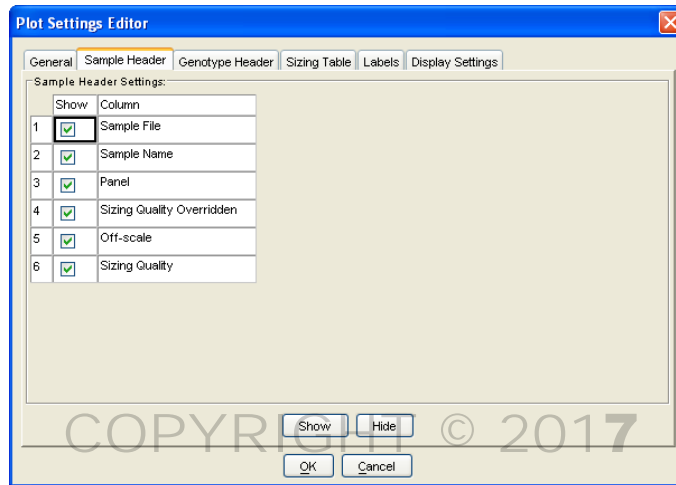 Plot Settings Editor
General Sample Header Genotype Header Sizing Table Labels Display Settings
Sample Header Settings:
Show Column
1 Sample File
2 Sample Name
3 Panel
4 Sizing Quality Overridden
5 Off-scale
6 Sizing Quality
Show Hide
COPYRIGHT © 2017
OK Cancel